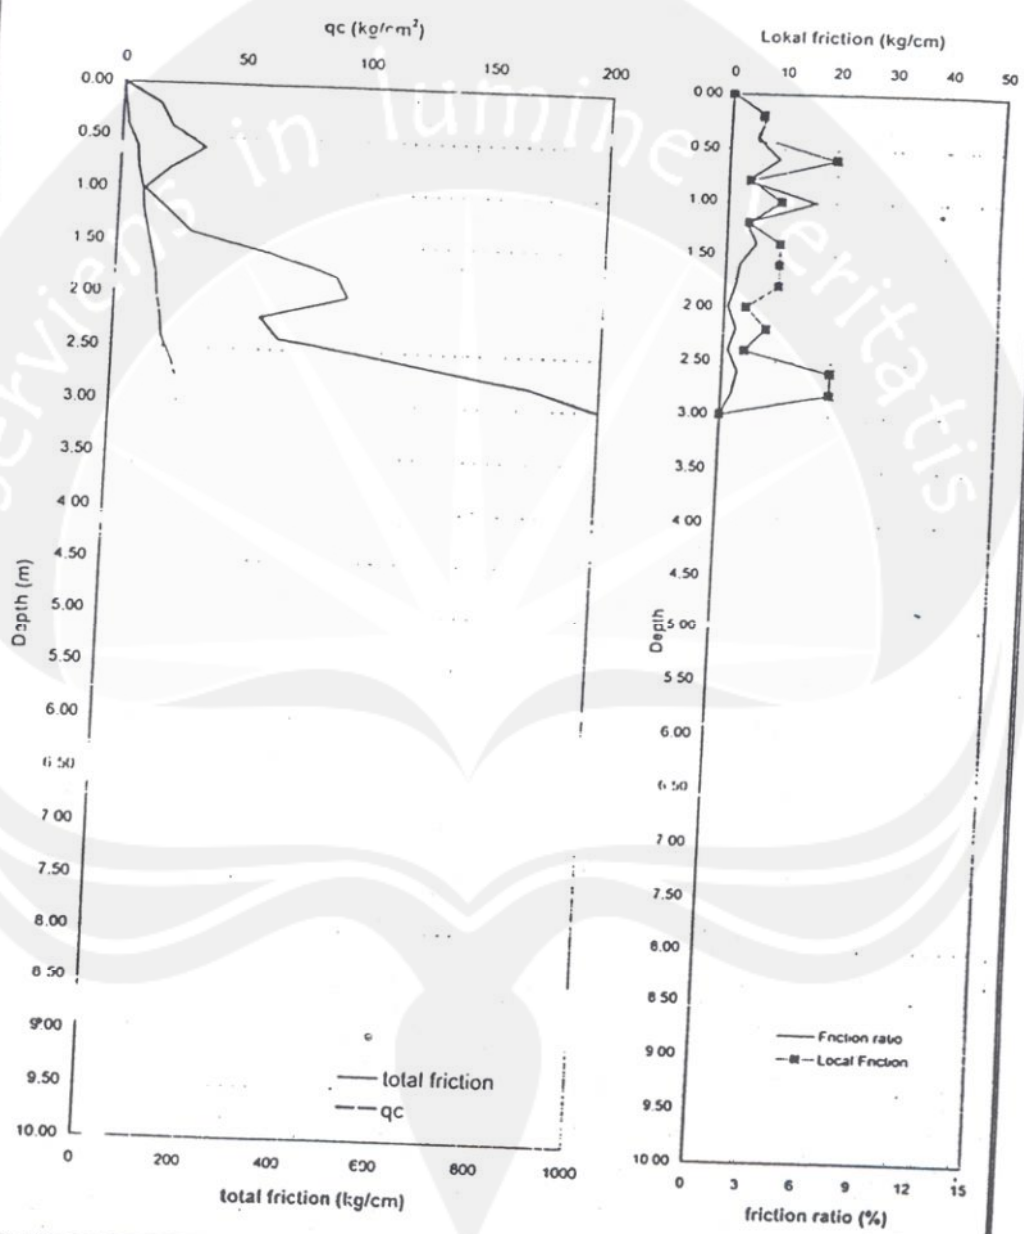 qc (kg/cm²)
0 50 100 150 200
0.00
0.50
1.00
1 50
2 00
2.50
3.00
3.50
4 00
4.50
5.00
5.50
6.00
6 50
7 00
7.50
8.00
8 50
9.00
9.50
10.00
Depth (m)
total friction
qc
0 200 400 600 800 1000
total friction (kg/cm)
Lokal friction (kg/cm)
0 10 20 30 40 50
0 00
0 50
1 00
1 50
2 00
2 50
3.00
3.50
4 00
4.50
5 00
5 50
6.00
6 50
7 00
7.50
8.00
8 50
9 00
9.50
10 00
Depth
Friction ratio
Local Friction
0 3 6 9 12 15
friction ratio (%)
serviens in lumine veritatis